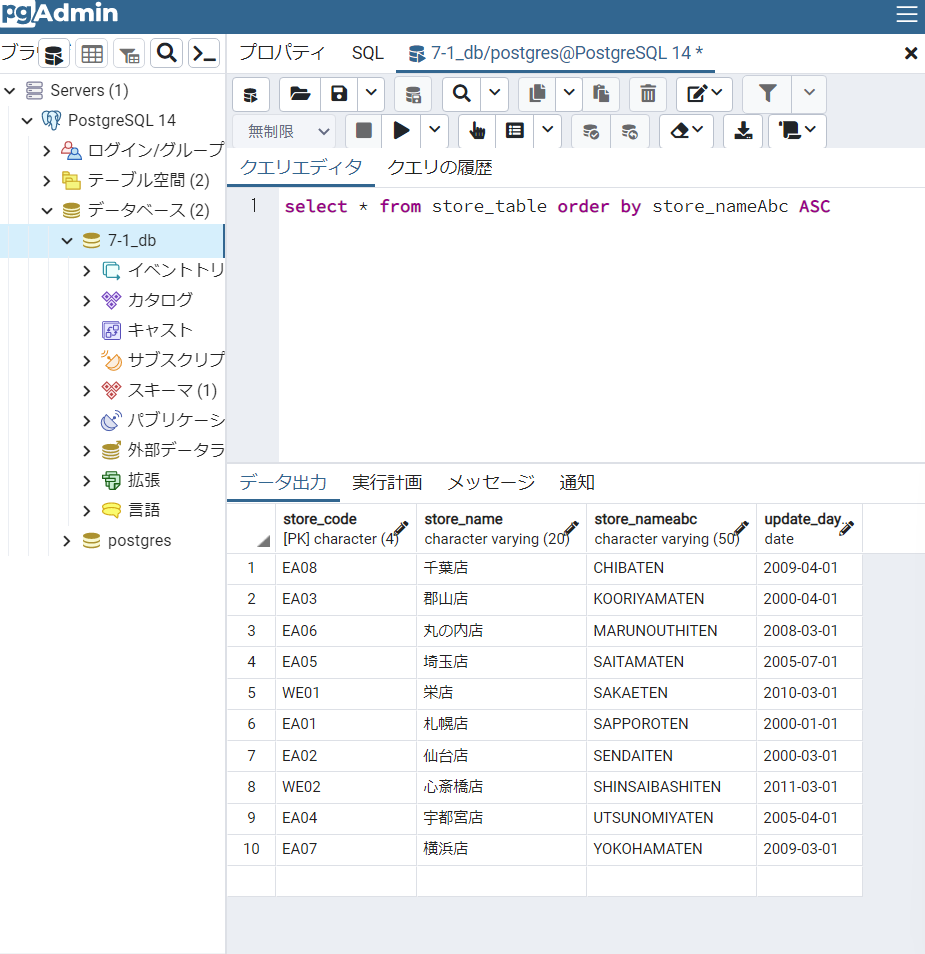 pgAdmin
ブラ
プロパティ SQL 7-1_db/postgres@PostgreSQL 14 *
Servers (1)
PostgreSQL 14
ログイン/グループ
テーブル空間 (2)
データベース (2)
7-1_db
イベントトリ
カタログ
キャスト
サブスクリプ
スキーマ (1)
パブリケーシ
外部データラ
拡張
言語
postgres
無制限
クエリエディタ クエリの履歴
1 select * from store_table order by store_nameAbc ASC
データ出力 実行計画 メッセージ 通知
store_code store_name store_nameabc update_day
[PK] character (4) character varying (20) character varying (50) date
1 EA08 千葉店 CHIBATEN 2009-04-01
2 EA03 郡山店 KOORIYAMATEN 2000-04-01
3 EA06 丸の内店 MARUNOUTHITEN 2008-03-01
4 EA05 埼玉店 SAITAMATEN 2005-07-01
5 WE01 栄店 SAKAETEN 2010-03-01
6 EA01 札幌店 SAPPOROTEN 2000-01-01
7 EA02 仙台店 SENDAITEN 2000-03-01
8 WE02 心斎橋店 SHINSAIBASHITEN 2011-03-01
9 EA04 宇都宮店 UTSUNOMIYATEN 2005-04-01
10 EA07 横浜店 YOKOHAMATEN 2009-03-01